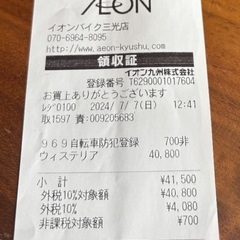 ÆON
イオンバイク三光店
070-6964-8095
http://www.aeon-kyushu.com
領収証
イオン九州株式会社
登録番号 T6290001017604
お買上ありがとうございます
ﾚｼﾞ0100 2024/ 7/ 7(日) 12:41
取1597 責:009205683
969自転車防犯登録 700非
ウィステリア 40,800
小 計 ¥41,500
外税10%対象額 ¥40,800
外税10% ¥4,080
非課税対象額 ¥700